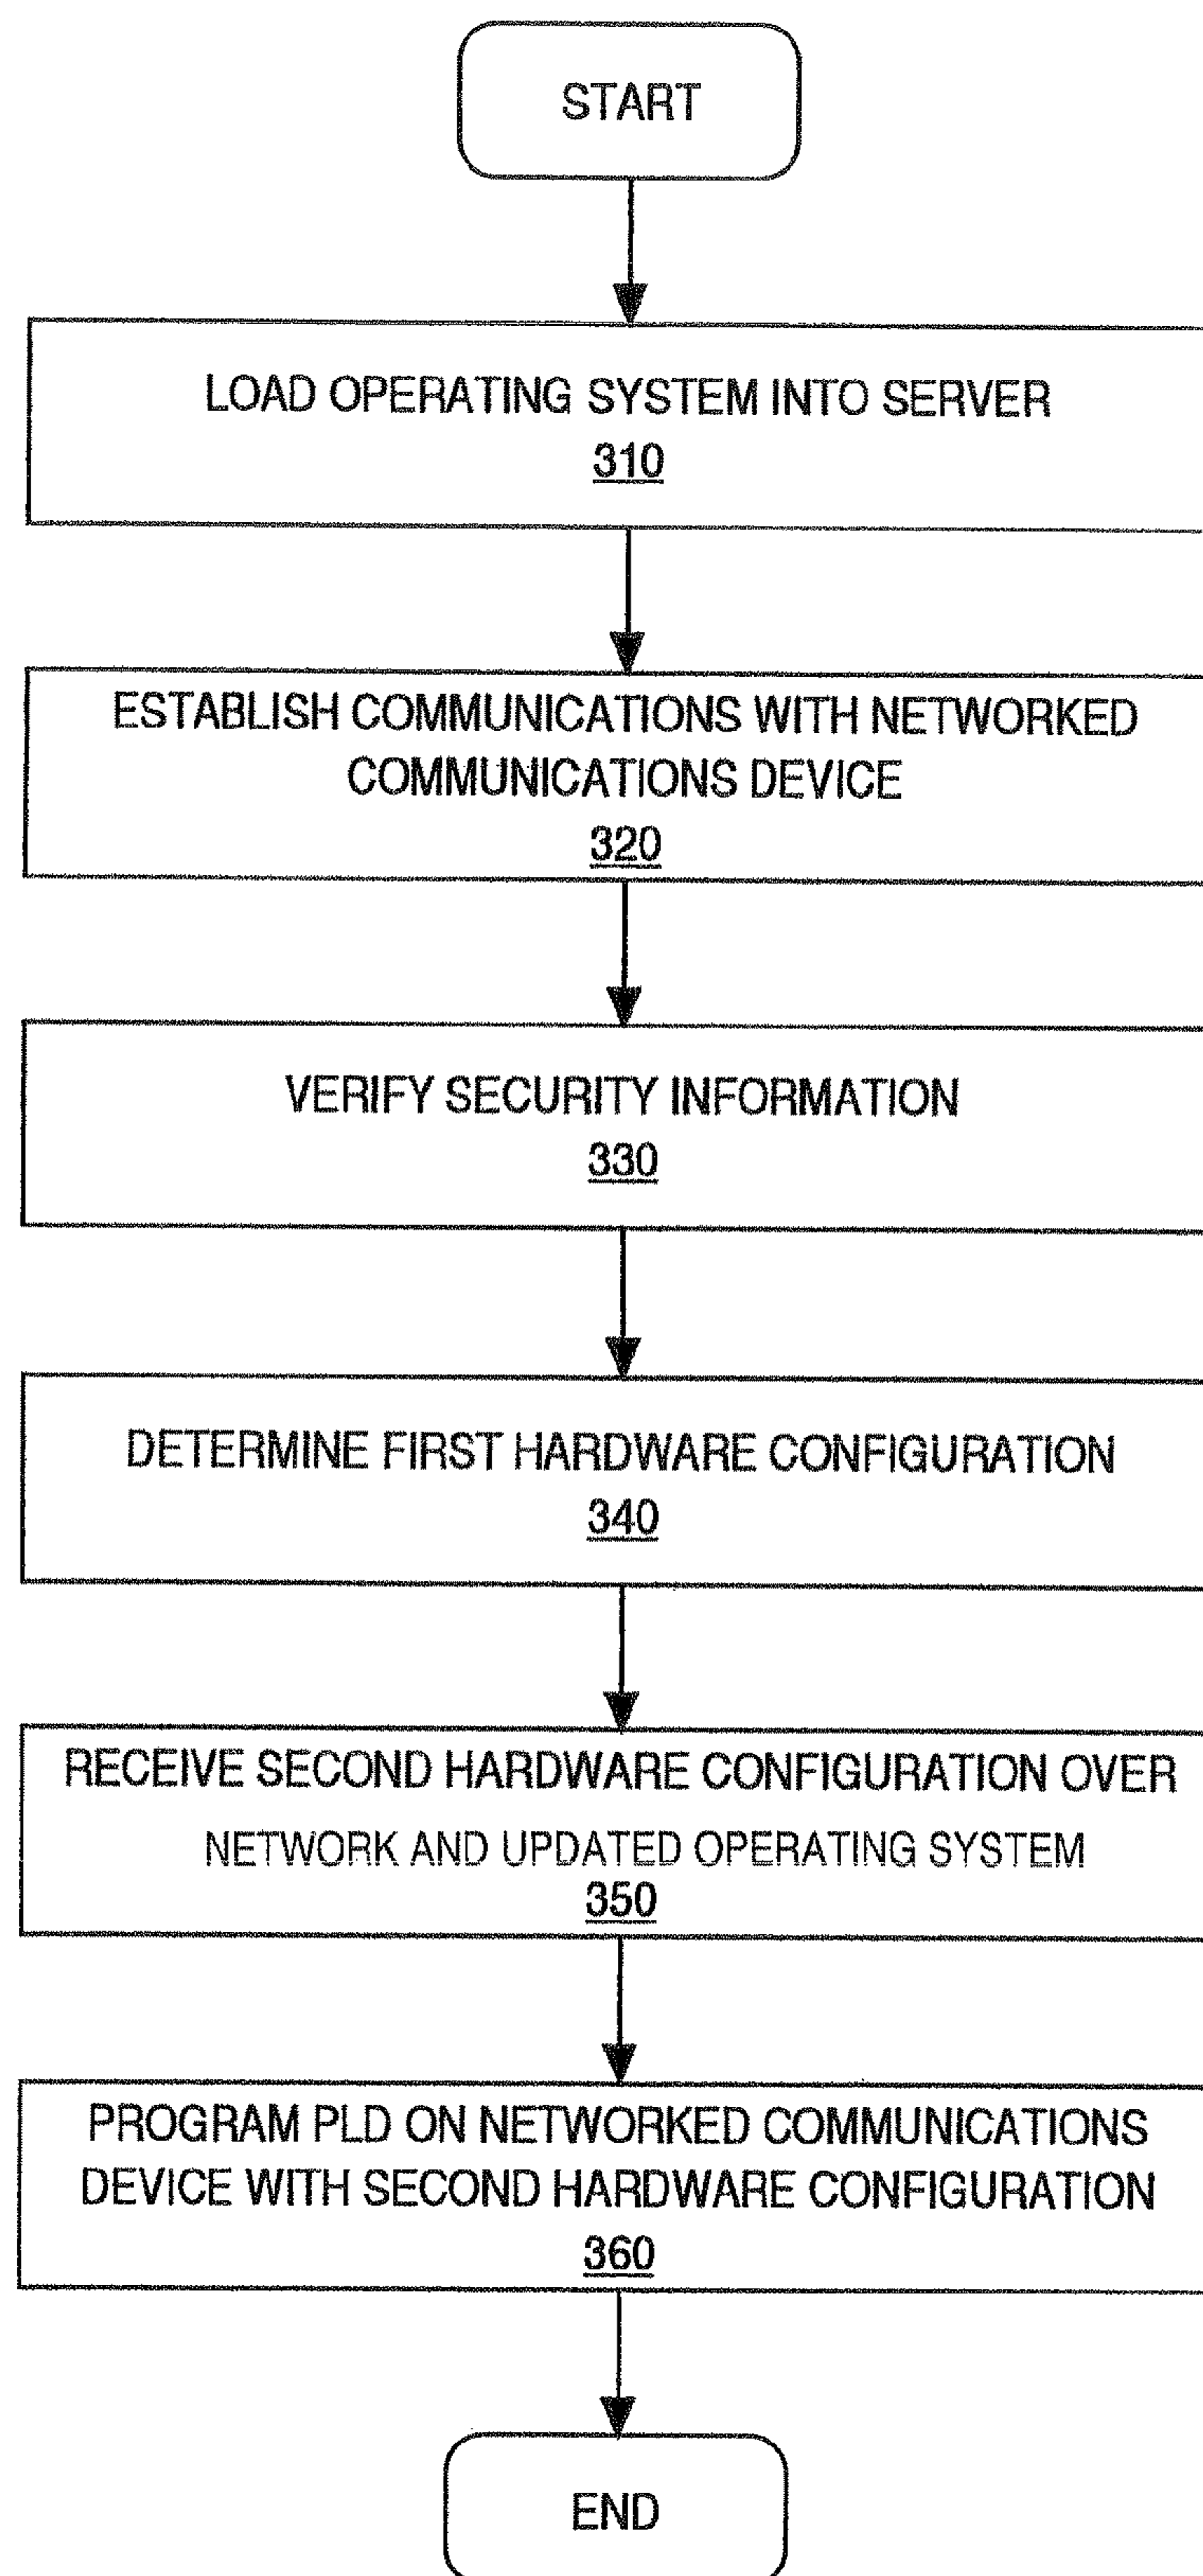 START
LOAD OPERATING SYSTEM INTO SERVER
310
ESTABLISH COMMUNICATIONS WITH NETWORKED
COMMUNICATIONS DEVICE
320
VERIFY SECURITY INFORMATION
330
DETERMINE FIRST HARDWARE CONFIGURATION
340
RECEIVE SECOND HARDWARE CONFIGURATION OVER
NETWORK AND UPDATED OPERATING SYSTEM
350
PROGRAM PLD ON NETWORKED COMMUNICATIONS
DEVICE WITH SECOND HARDWARE CONFIGURATION
360
END